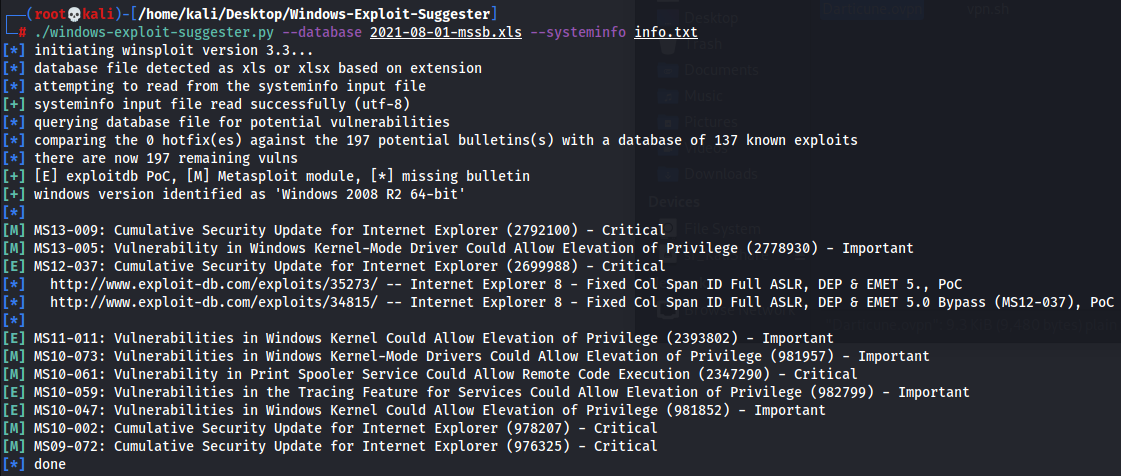 (root💀kali)-[/home/kali/Desktop/Windows-Exploit-Suggester]
# ./windows-exploit-suggester.py --database 2021-08-01-mssb.xls --systeminfo info.txt
[*] initiating winsploit version 3.3...
[*] database file detected as xls or xlsx based on extension
[*] attempting to read from the systeminfo input file
[+] systeminfo input file read successfully (utf-8)
[*] querying database file for potential vulnerabilities
[*] comparing the 0 hotfix(es) against the 197 potential bulletins(s) with a database of 137 known exploits
[*] there are now 197 remaining vulns
[+] [E] exploitdb PoC, [M] Metasploit module, [*] missing bulletin
[+] windows version identified as 'Windows 2008 R2 64-bit'
[*]
[M] MS13-009: Cumulative Security Update for Internet Explorer (2792100) - Critical
[M] MS13-005: Vulnerability in Windows Kernel-Mode Driver Could Allow Elevation of Privilege (2778930) - Important
[E] MS12-037: Cumulative Security Update for Internet Explorer (2699988) - Critical
[*]   http://www.exploit-db.com/exploits/35273/ -- Internet Explorer 8 - Fixed Col Span ID Full ASLR, DEP & EMET 5., PoC
[*]   http://www.exploit-db.com/exploits/34815/ -- Internet Explorer 8 - Fixed Col Span ID Full ASLR, DEP & EMET 5.0 Bypass (MS12-037), PoC
[*]
[E] MS11-011: Vulnerabilities in Windows Kernel Could Allow Elevation of Privilege (2393802) - Important
[M] MS10-073: Vulnerabilities in Windows Kernel-Mode Drivers Could Allow Elevation of Privilege (981957) - Important
[M] MS10-061: Vulnerability in Print Spooler Service Could Allow Remote Code Execution (2347290) - Critical
[E] MS10-059: Vulnerabilities in the Tracing Feature for Services Could Allow Elevation of Privilege (982799) - Important
[E] MS10-047: Vulnerabilities in Windows Kernel Could Allow Elevation of Privilege (981852) - Important
[M] MS10-002: Cumulative Security Update for Internet Explorer (978207) - Critical
[M] MS09-072: Cumulative Security Update for Internet Explorer (976325) - Critical
[*] done
Desktop
Trash
Documents
Music
Pictures
Downloads
Devices
File System
Browse Network
vpn.sh